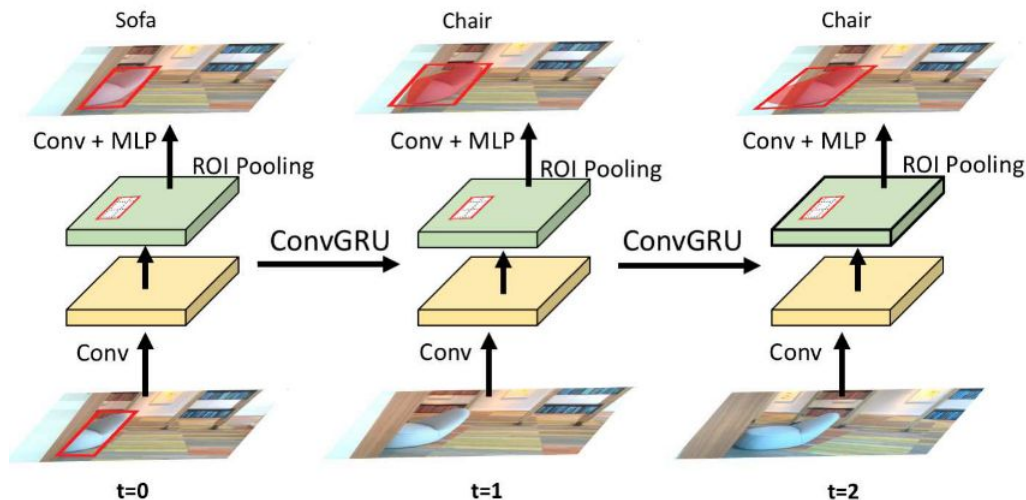 Sofa
Chair
Chair
Conv + MLP
ROI Pooling
Conv + MLP
ROI Pooling
Conv + MLP
ROI Pooling
ConvGRU
ConvGRU
Conv
Conv
Conv
t=0
t=1
t=2